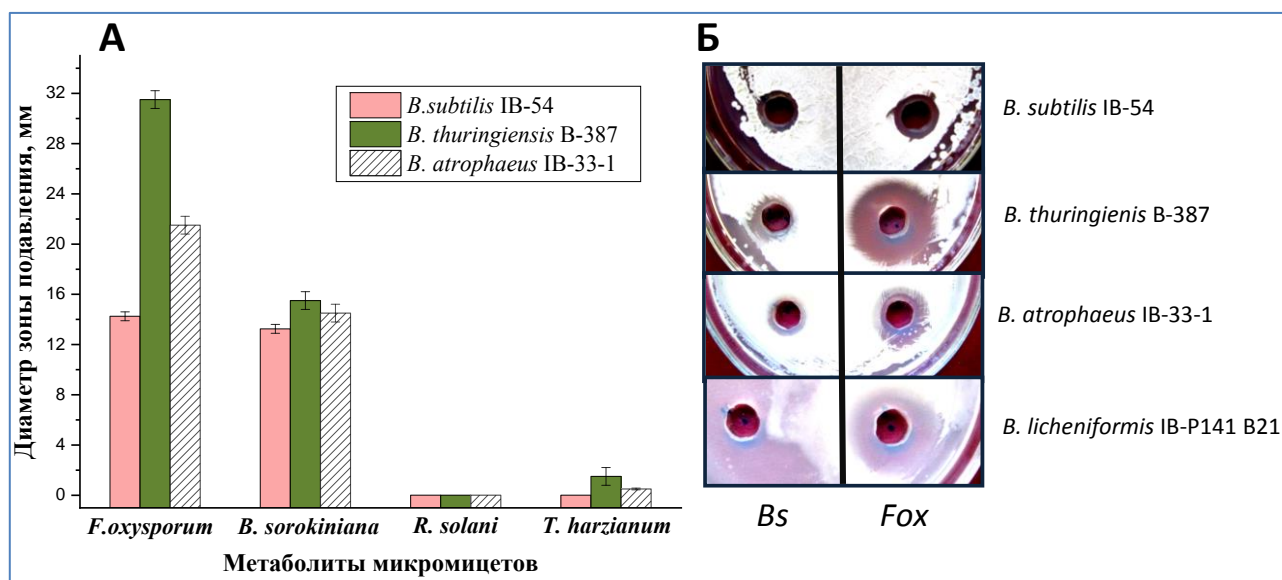 А
Диаметр зоны подавления, мм
32
28
24
20
16
12
8
4
0
B.subtilis IB-54
B. thuringiensis B-387
B. atrophaeus IB-33-1
F.oxysporum B. sorokiniana R. solani T. harzianum
Метаболиты микромицетов
Б
B. subtilis IB-54
B. thuringienis B-387
B. atrophaeus IB-33-1
B. licheniformis IB-P141 B21
Bs Fox